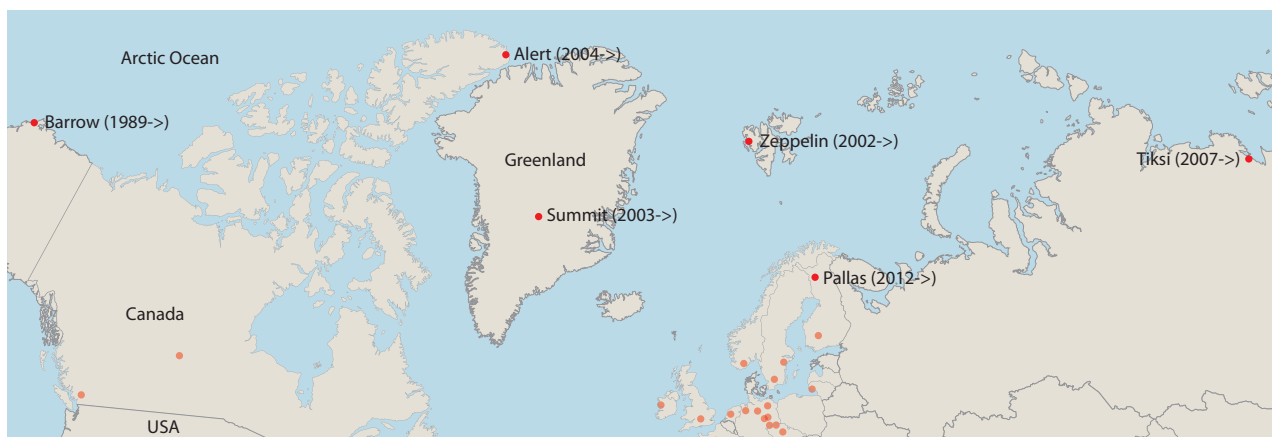 Arctic Ocean
Alert (2004->)
Barrow (1989->)
Zeppelin (2002->)
Greenland
Tiksi (2007->)
Summit (2003->)
Pallas (2012->)
Canada
USA